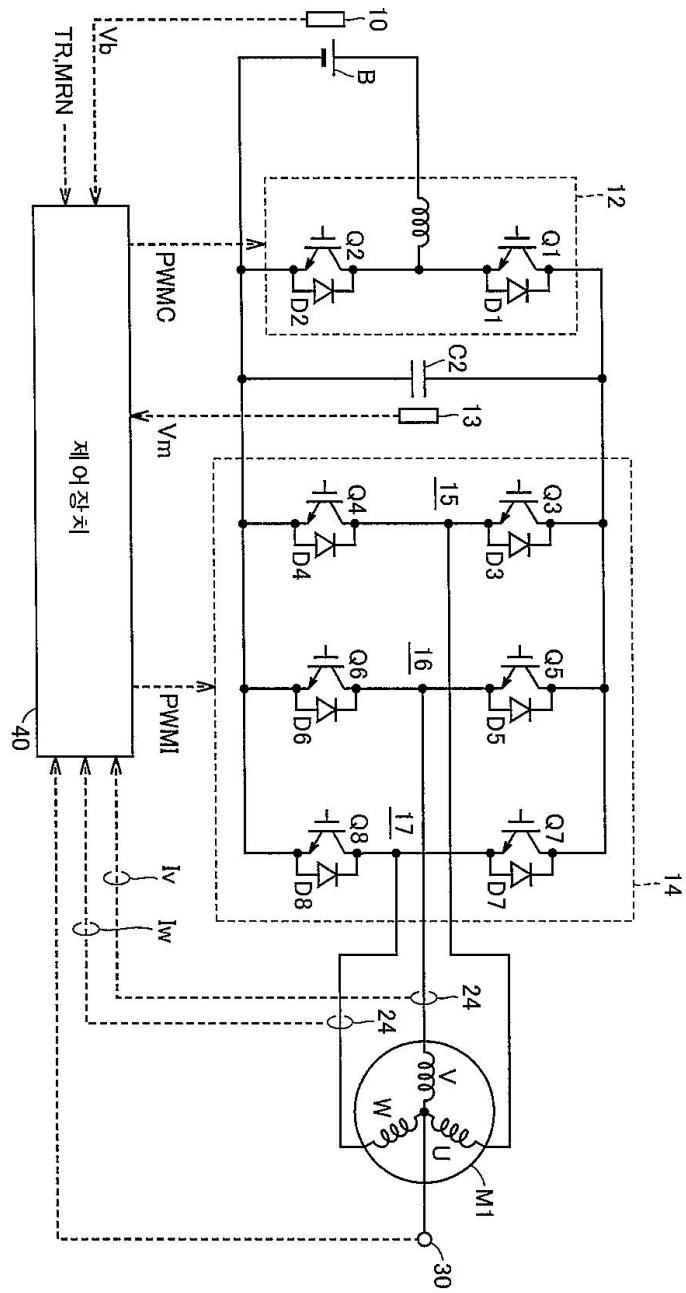 10
Vb
TR,MRN
B
12
Q1
D1
Q2
D2
PWMC
C2
13
Vm
제어장치
40
PWMI
14
15
Q3
D3
Q4
D4
16
Q5
D5
Q6
D6
17
Q7
D7
Q8
D8
Iv
Iw
24
24
V
W
U
M1
30